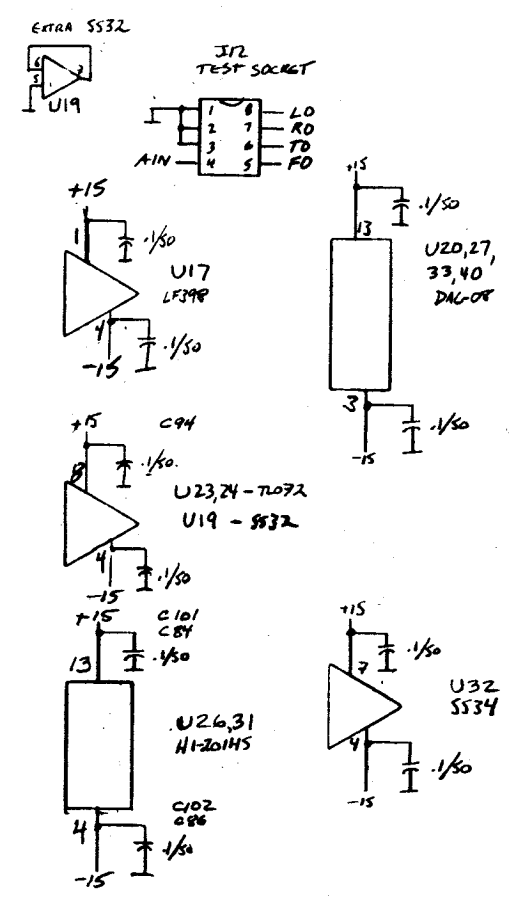 EXTRA 5532
6
5
7
U19
J12
TEST SOCKET
1 8 LO
2 7 RO
3 6 TO
AIN 4 5 FO
+15
.1/50
1
U17
LF398
4
.1/50
-15
+15
.1/50
13
U20,27,
33,40
DAC-08
3
.1/50
-15
+15
C94
8
.1/50.
U23,24 - TL072
U19 - 5532
4
.1/50
-15
+15
C101
C84
13
.1/50
U26,31
HI-20145
C102
C86
4
.1/50
-15
+15
.1/50
7
U32
5534
4
.1/50
-15